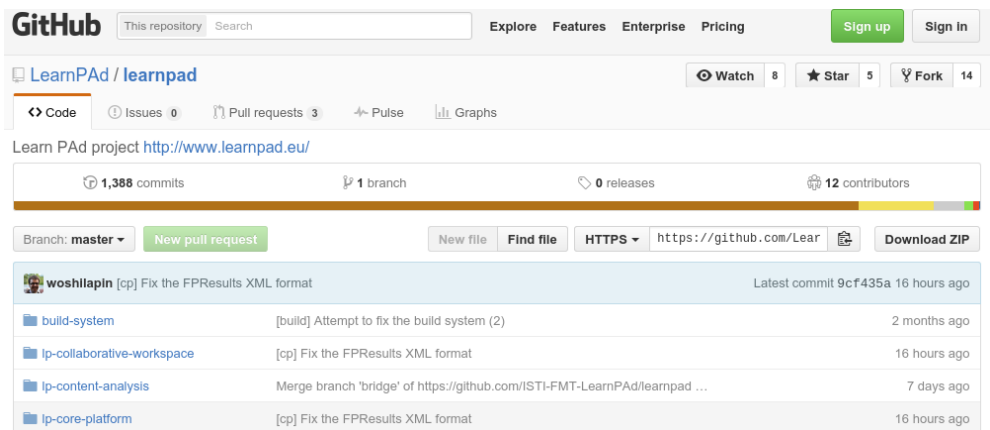 GitHub This repository Search Explore Features Enterprise Pricing Sign up Sign in
LearnPAd / learnpad Watch 8 Star 5 Fork 14
Code Issues 0 Pull requests 3 Pulse Graphs
Learn PAd project http://www.learnpad.eu/
1,388 commits 1 branch 0 releases 12 contributors
Branch: master New pull request New file Find file HTTPS https://github.com/Lear Download ZIP
woshilapin [cp] Fix the FPResults XML format Latest commit 9cf435a 16 hours ago
build-system [build] Attempt to fix the build system (2) 2 months ago
lp-collaborative-workspace [cp] Fix the FPResults XML format 16 hours ago
lp-content-analysis Merge branch 'bridge' of https://github.com/ISTI-FMT-LearnPAd/learnpad ... 7 days ago
lp-core-platform [cp] Fix the FPResults XML format 16 hours ago